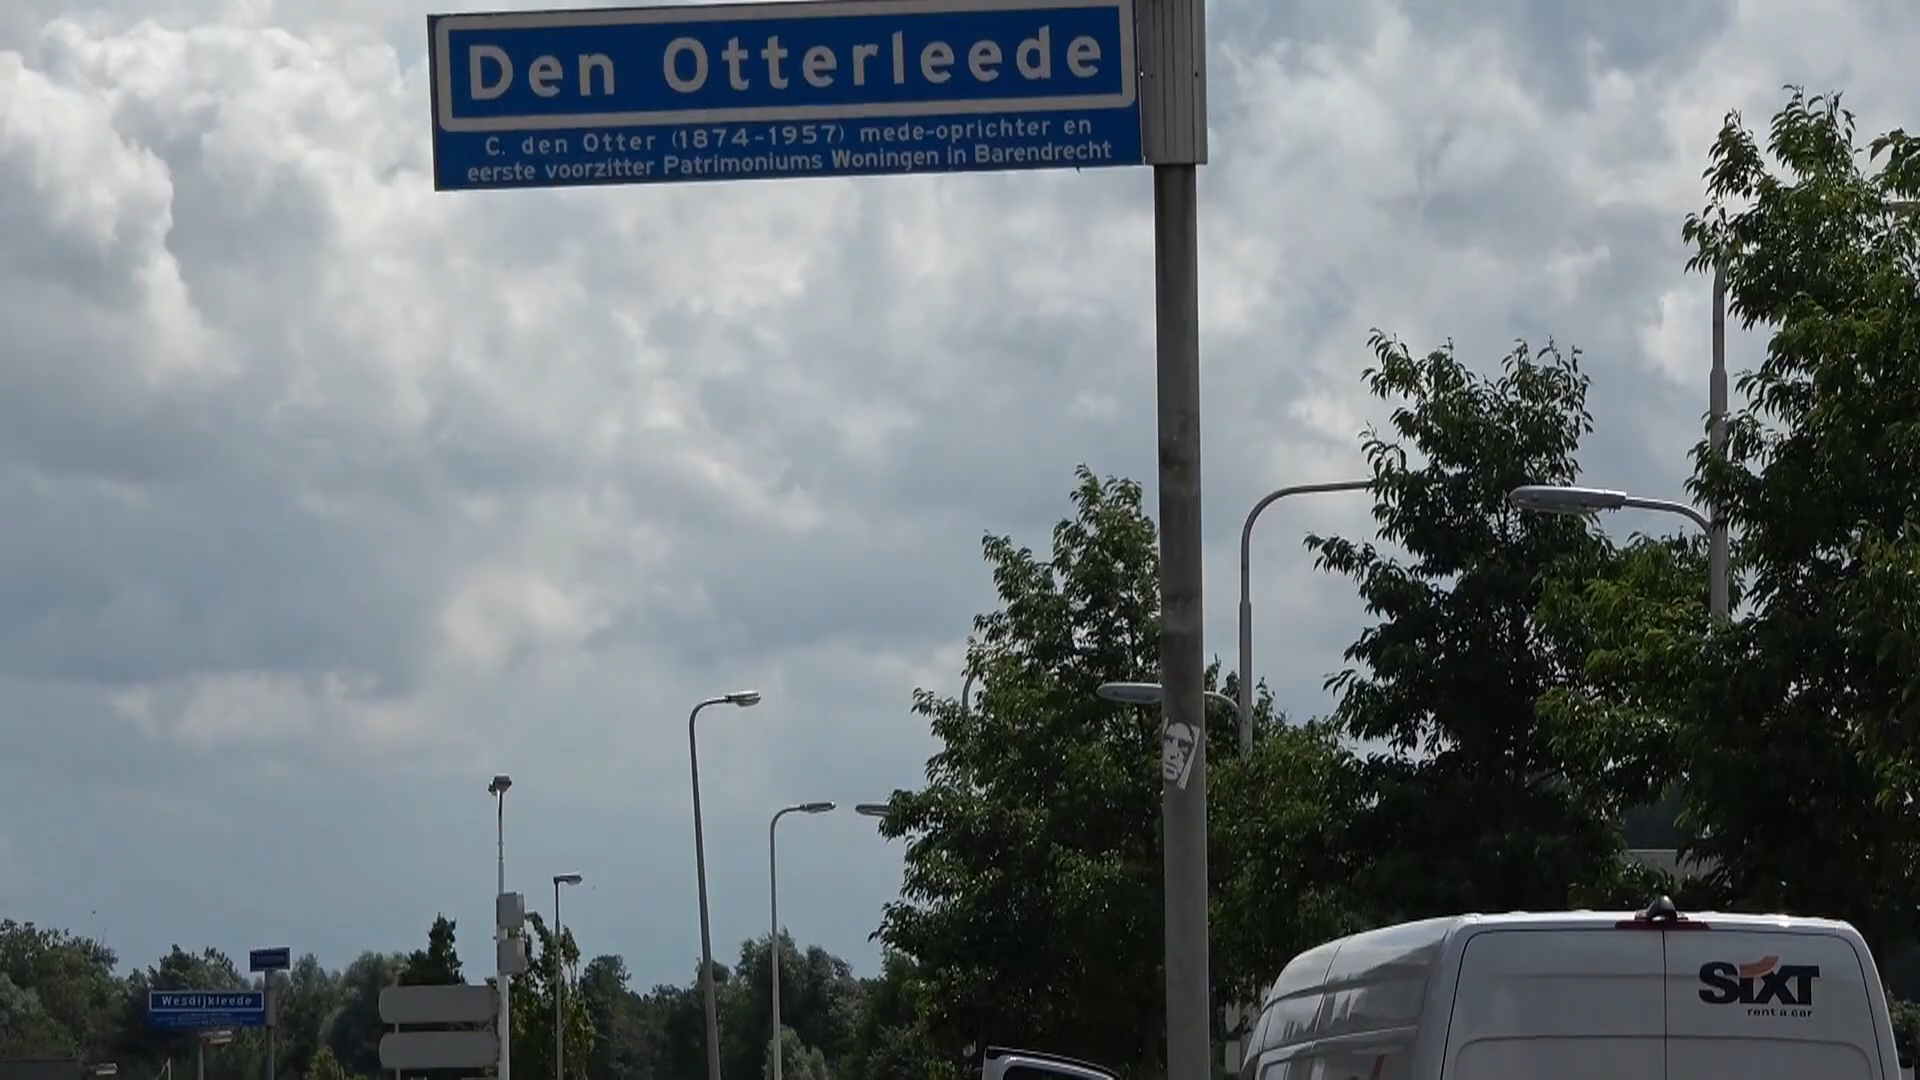 Den Otterleede
C. den Otter (1874-1957) mede-oprichter en
eerste voorzitter Patrimoniums Woningen in Barendrecht
Wesdijkleede
SIXT
rent a car